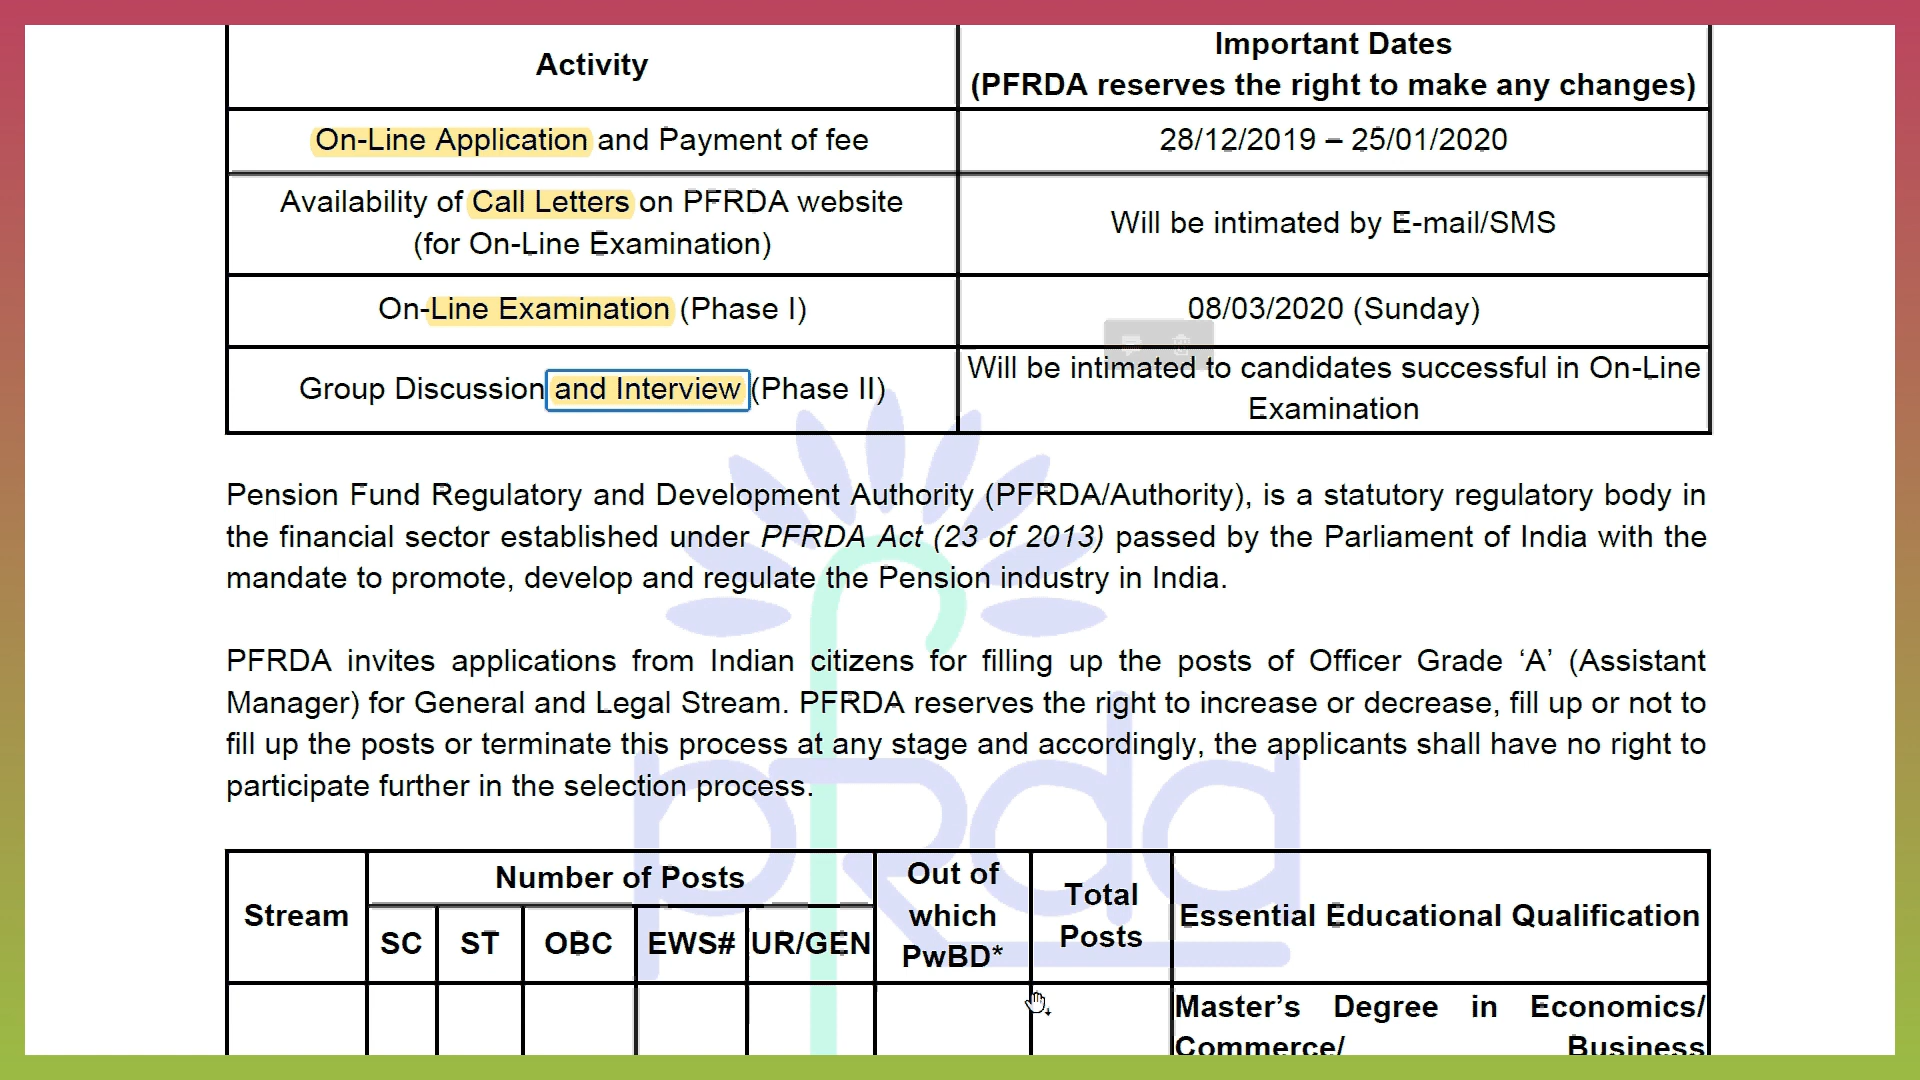 Activity
Important Dates
(PFRDA reserves the right to make any changes)
On-Line Application and Payment of fee
28/12/2019 – 25/01/2020
Availability of Call Letters on PFRDA website
(for On-Line Examination)
Will be intimated by E-mail/SMS
On-Line Examination (Phase I)
08/03/2020 (Sunday)
Group Discussion and Interview (Phase II)
Will be intimated to candidates successful in On-Line
Examination
Pension Fund Regulatory and Development Authority (PFRDA/Authority), is a statutory regulatory body in
the financial sector established under PFRDA Act (23 of 2013) passed by the Parliament of India with the
mandate to promote, develop and regulate the Pension industry in India.
PFRDA invites applications from Indian citizens for filling up the posts of Officer Grade ‘A’ (Assistant
Manager) for General and Legal Stream. PFRDA reserves the right to increase or decrease, fill up or not to
fill up the posts or terminate this process at any stage and accordingly, the applicants shall have no right to
participate further in the selection process.
pfrda
Stream
Number of Posts
SC ST OBC EWS# UR/GEN
Out of
which
PwBD*
Total
Posts
Essential Educational Qualification
Master’s Degree in Economics/
Commerce/ Business